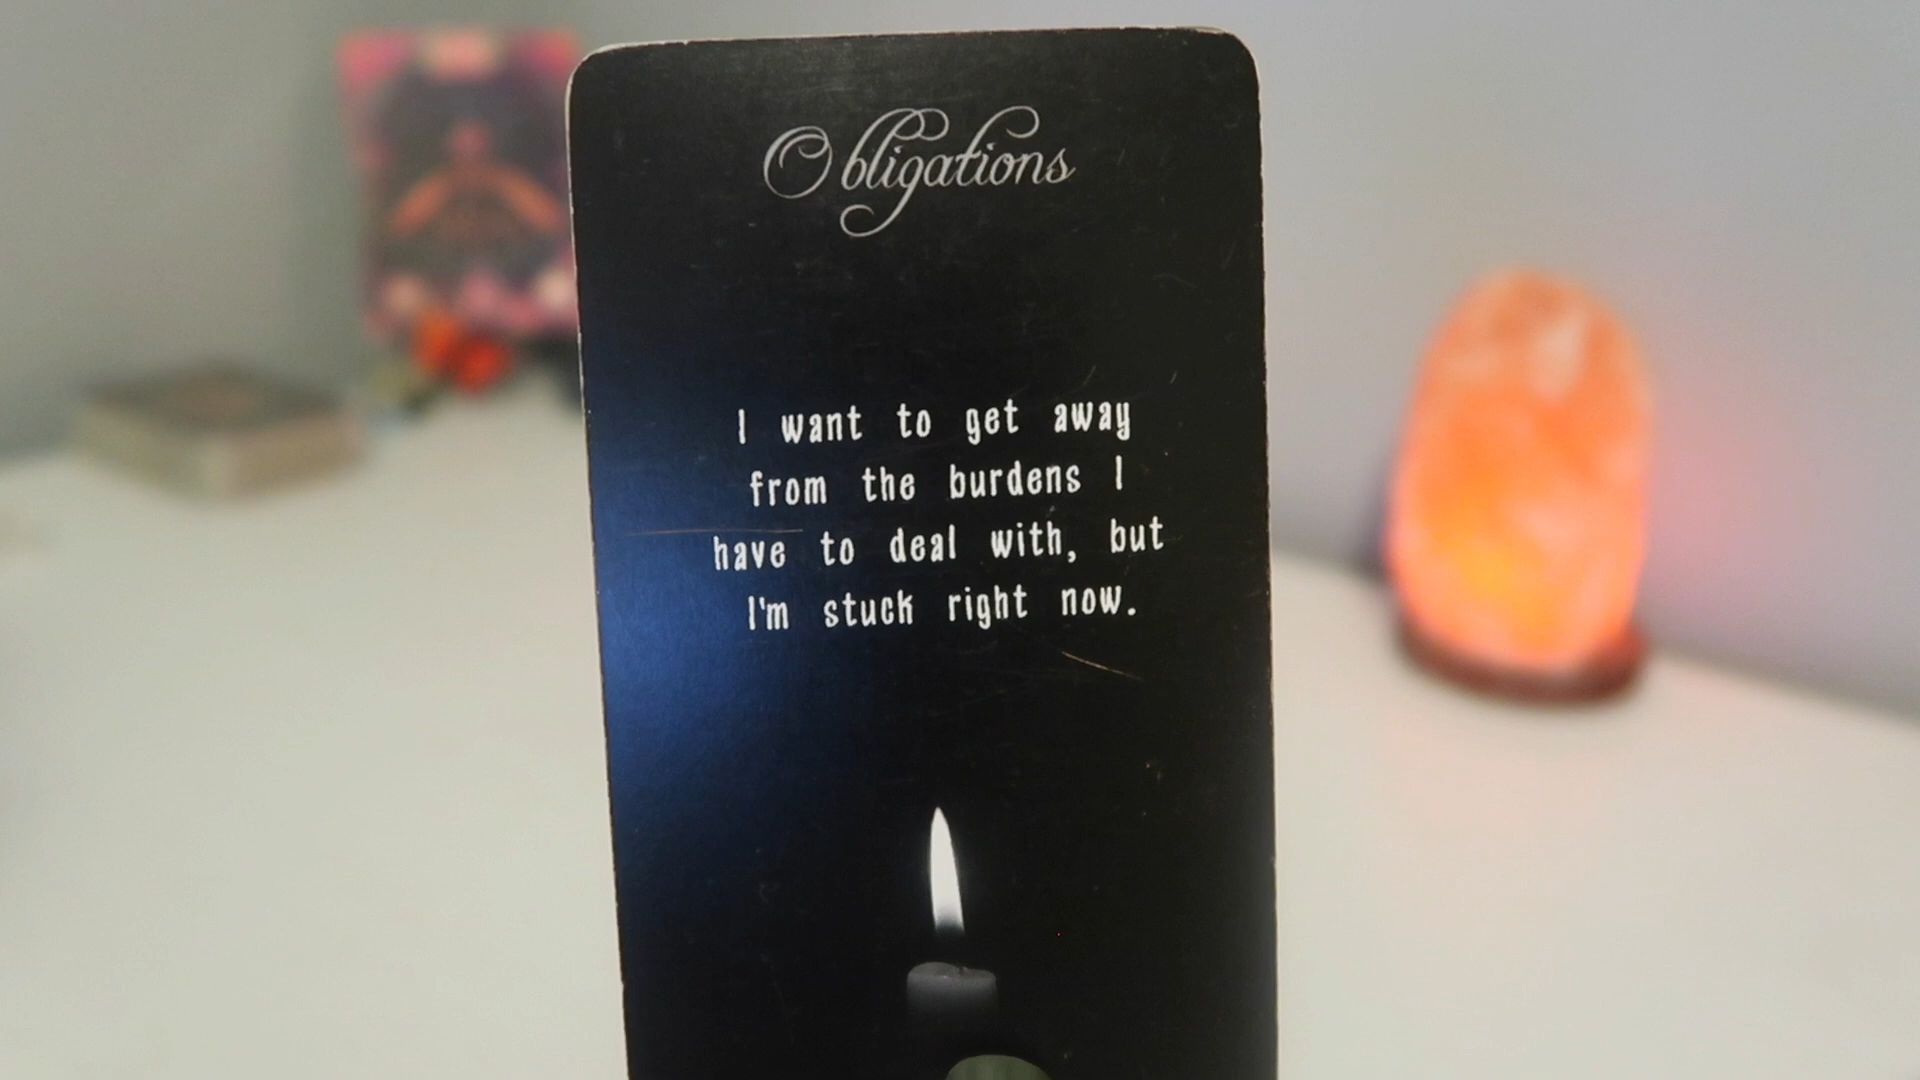 Obligations
I want to get away
from the burdens I
have to deal with, but
I'm stuck right now.